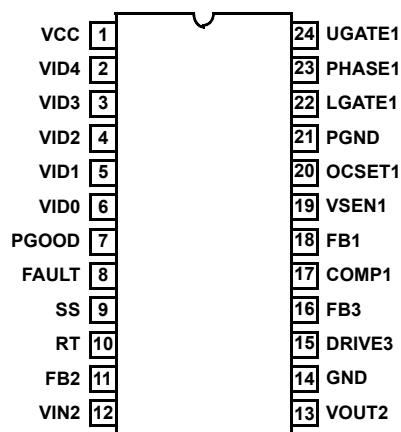 VCC 1 24 UGATE1
VID4 2 23 PHASE1
VID3 3 22 LGATE1
VID2 4 21 PGND
VID1 5 20 OCSET1
VID0 6 19 VSEN1
PGOOD 7 18 FB1
FAULT 8 17 COMP1
SS 9 16 FB3
RT 10 15 DRIVE3
FB2 11 14 GND
VIN2 12 13 VOUT2